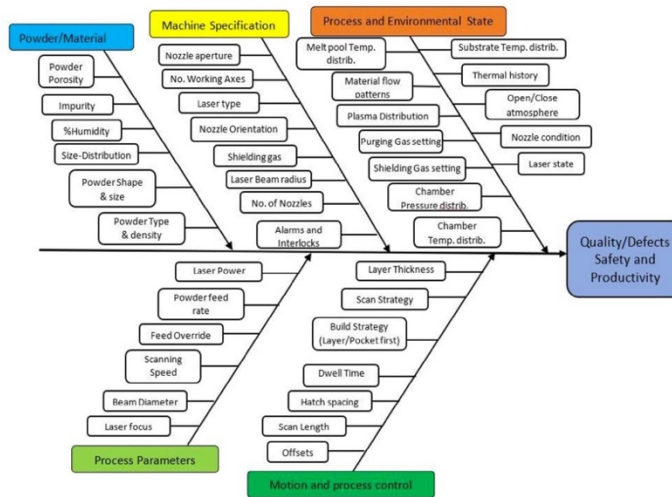 Powder/Material
Machine Specification
Process and Environmental State
Powder
Porosity
Impurity
%Humidity
Size-Distribution
Powder Shape
& size
Powder Type
& density
Nozzle aperture
No. Working Axes
Laser type
Nozzle Orientation
Shielding gas
Laser Beam radius
No. of Nozzles
Alarms and
Interlocks
Melt pool Temp.
distrib.
Material flow
patterns
Plasma Distribution
Purging Gas setting
Shielding Gas setting
Chamber
Pressure distrib.
Chamber
Temp. distrib.
Substrate Temp. distrib.
Thermal history
Open/Close
atmosphere
Nozzle condition
Laser state
Quality/Defects
Safety and
Productivity
Laser Power
Powder feed
rate
Feed Override
Scanning
Speed
Beam Diameter
Laser focus
Process Parameters
Layer Thickness
Scan Strategy
Build Strategy
(Layer/Pocket first)
Dwell Time
Hatch spacing
Scan Length
Offsets
Motion and process control